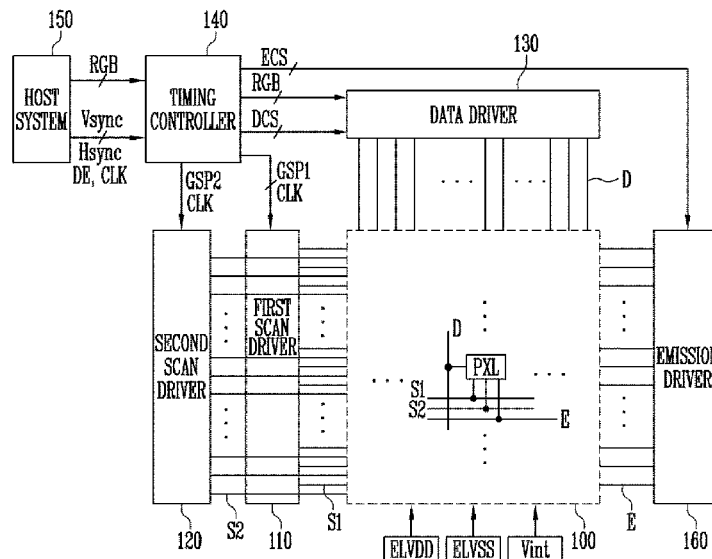 150
140
130
HOST
SYSTEM
RGB
Vsync
Hsync
DE, CLK
TIMING
CONTROLLER
ECS
RGB
DCS
DATA DRIVER
GSP2
CLK
GSP1
CLK
D
SECOND
SCAN
DRIVER
FIRST
SCAN
DRIVER
D
PXL
S1
S2
E
EMISSION
DRIVER
120
S2
110
S1
ELVDD
ELVSS
Vint
100
E
160